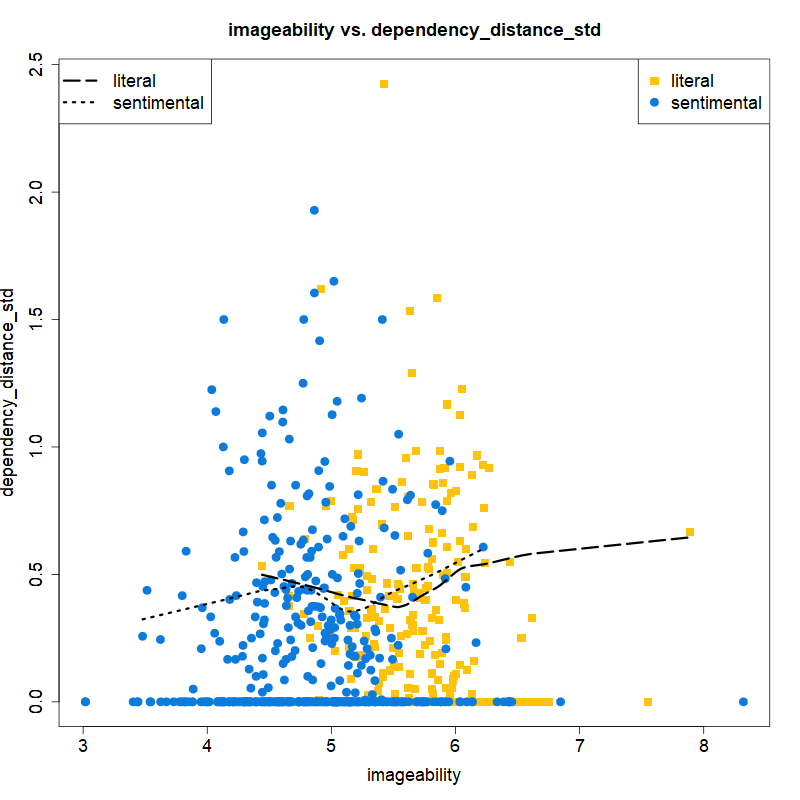 imageability vs. dependency_distance_std
literal
sentimental
literal
sentimental
dependency_distance_std
2.5
2.0
1.5
1.0
0.5
0.0
3 4 5 6 7 8
imageability